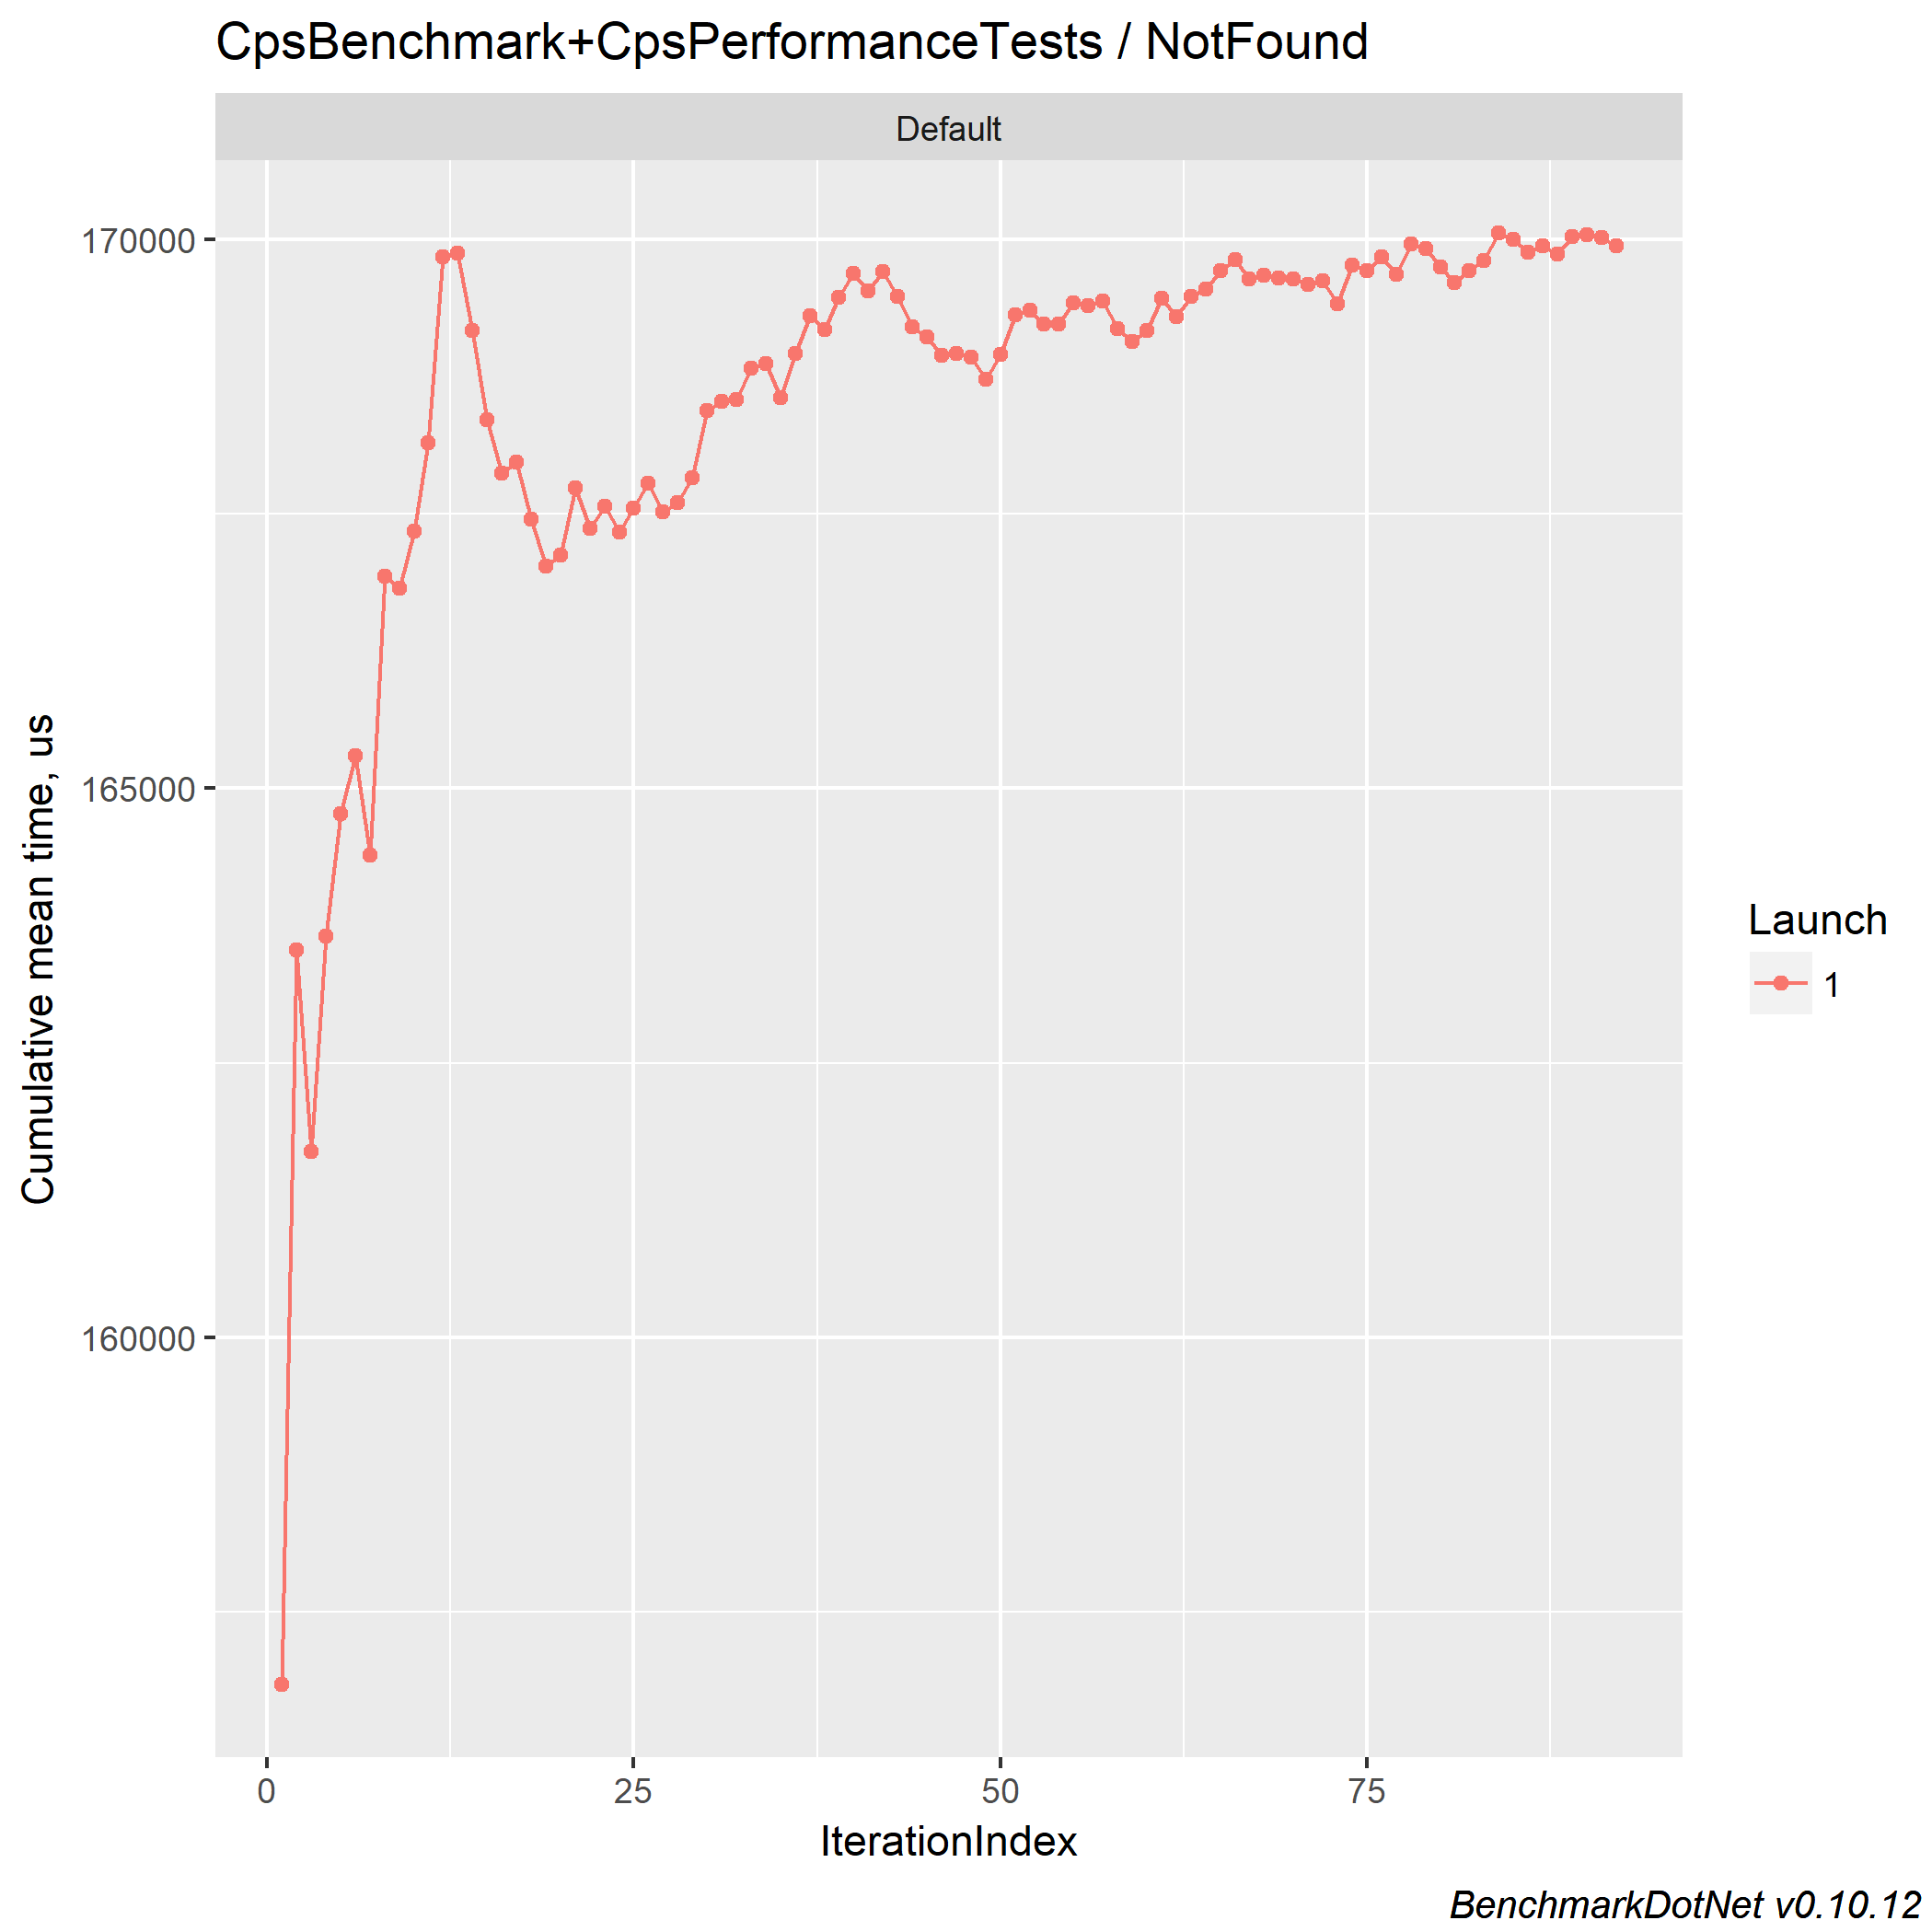 CpsBenchmark+CpsPerformanceTests / NotFound
Default
170000
165000
160000
Cumulative mean time, us
0 25 50 75
IterationIndex
Launch
1
BenchmarkDotNet v0.10.12